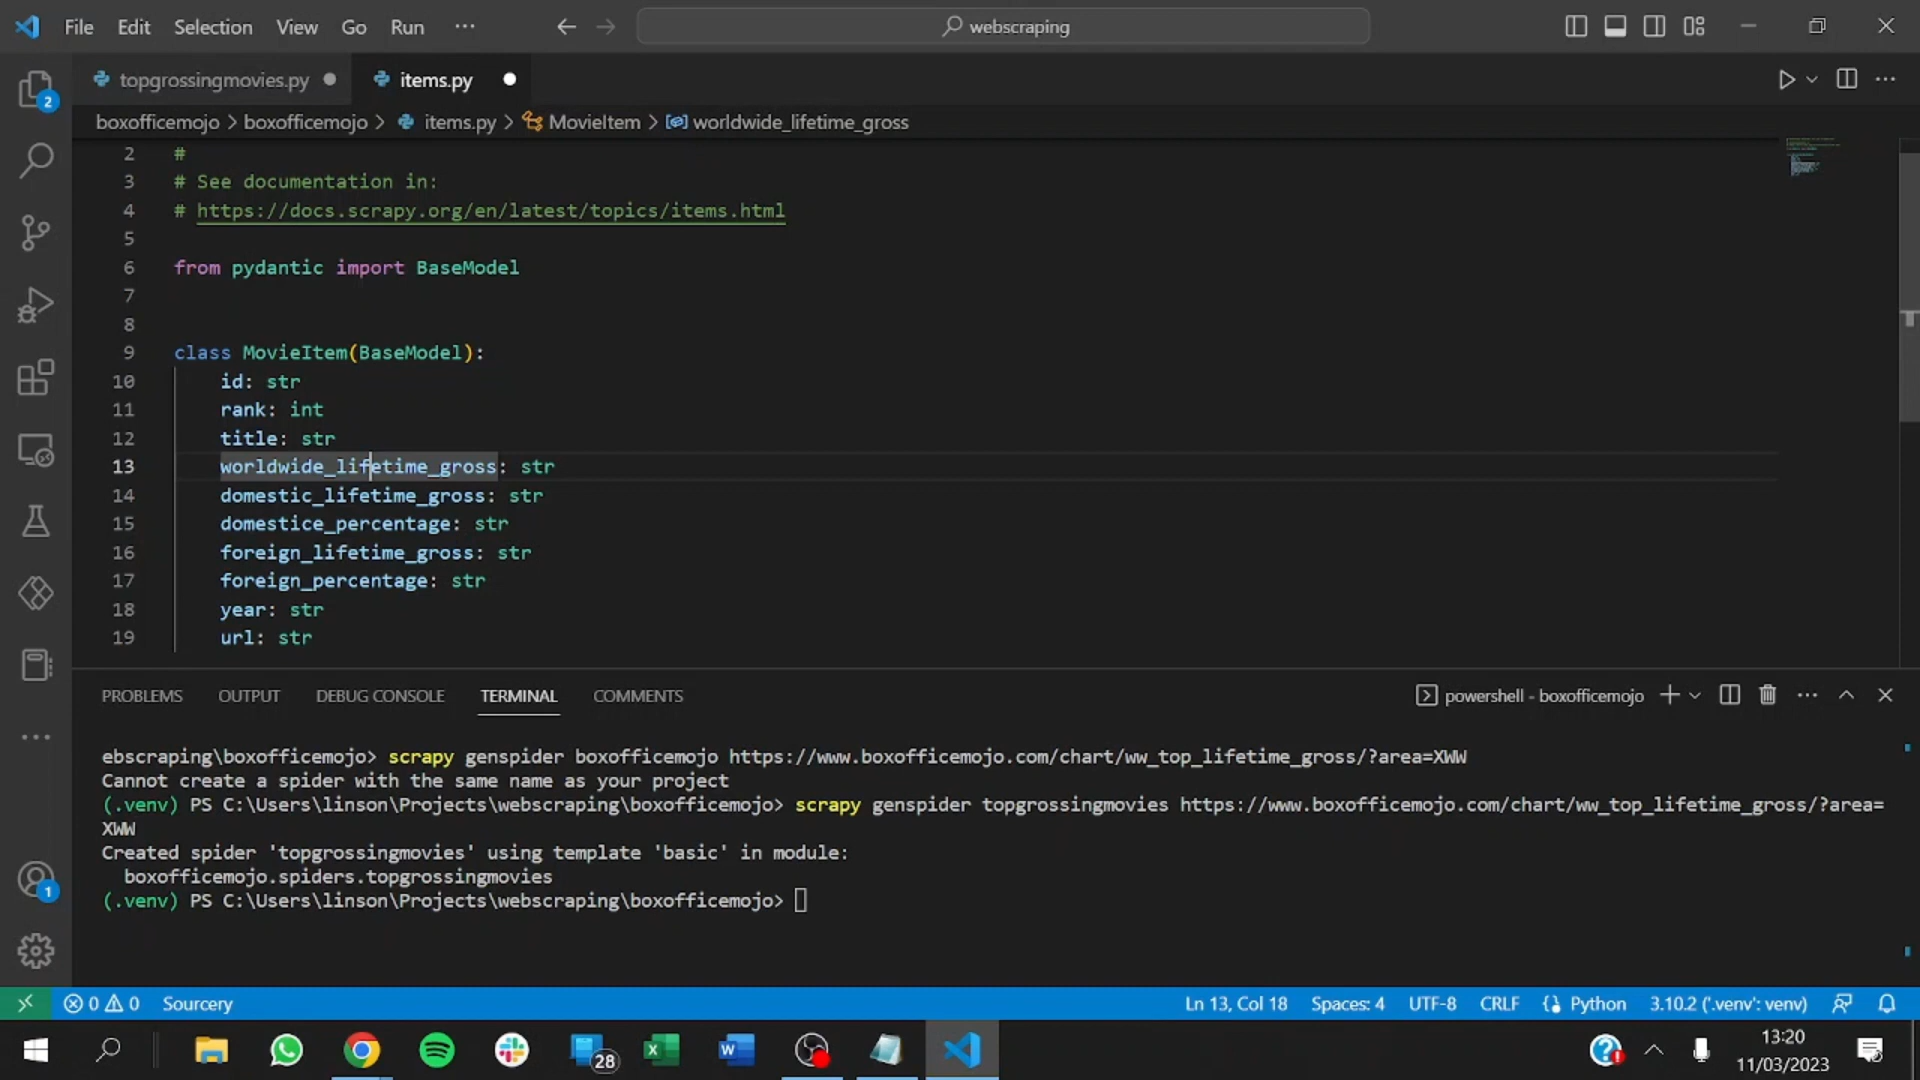 File Edit Selection View Go Run ··· webscraping
topgrossingmovies.py items.py
boxofficemojo > boxofficemojo > items.py > MovieItem > worldwide_lifetime_gross
2 #
3 # See documentation in:
4 # https://docs.scrapy.org/en/latest/topics/items.html
5
6 from pydantic import BaseModel
7
8
9 class MovieItem(BaseModel):
10 id: str
11 rank: int
12 title: str
13 worldwide_lifetime_gross: str
14 domestic_lifetime_gross: str
15 domestice_percentage: str
16 foreign_lifetime_gross: str
17 foreign_percentage: str
18 year: str
19 url: str
2
1
PROBLEMS OUTPUT DEBUG CONSOLE TERMINAL COMMENTS powershell - boxofficemojo
ebscraping\boxofficemojo> scrapy genspider boxofficemojo https://www.boxofficemojo.com/chart/ww_top_lifetime_gross/?area=XWW
Cannot create a spider with the same name as your project
(.venv) PS C:\Users\linson\Projects\webscraping\boxofficemojo> scrapy genspider topgrossingmovies https://www.boxofficemojo.com/chart/ww_top_lifetime_gross/?area=
XWW
Created spider 'topgrossingmovies' using template 'basic' in module:
boxofficemojo.spiders.topgrossingmovies
(.venv) PS C:\Users\linson\Projects\webscraping\boxofficemojo>
0 0 Sourcery Ln 13, Col 18 Spaces: 4 UTF-8 CRLF Python 3.10.2 ('.venv': venv)
28
13:20
11/03/2023